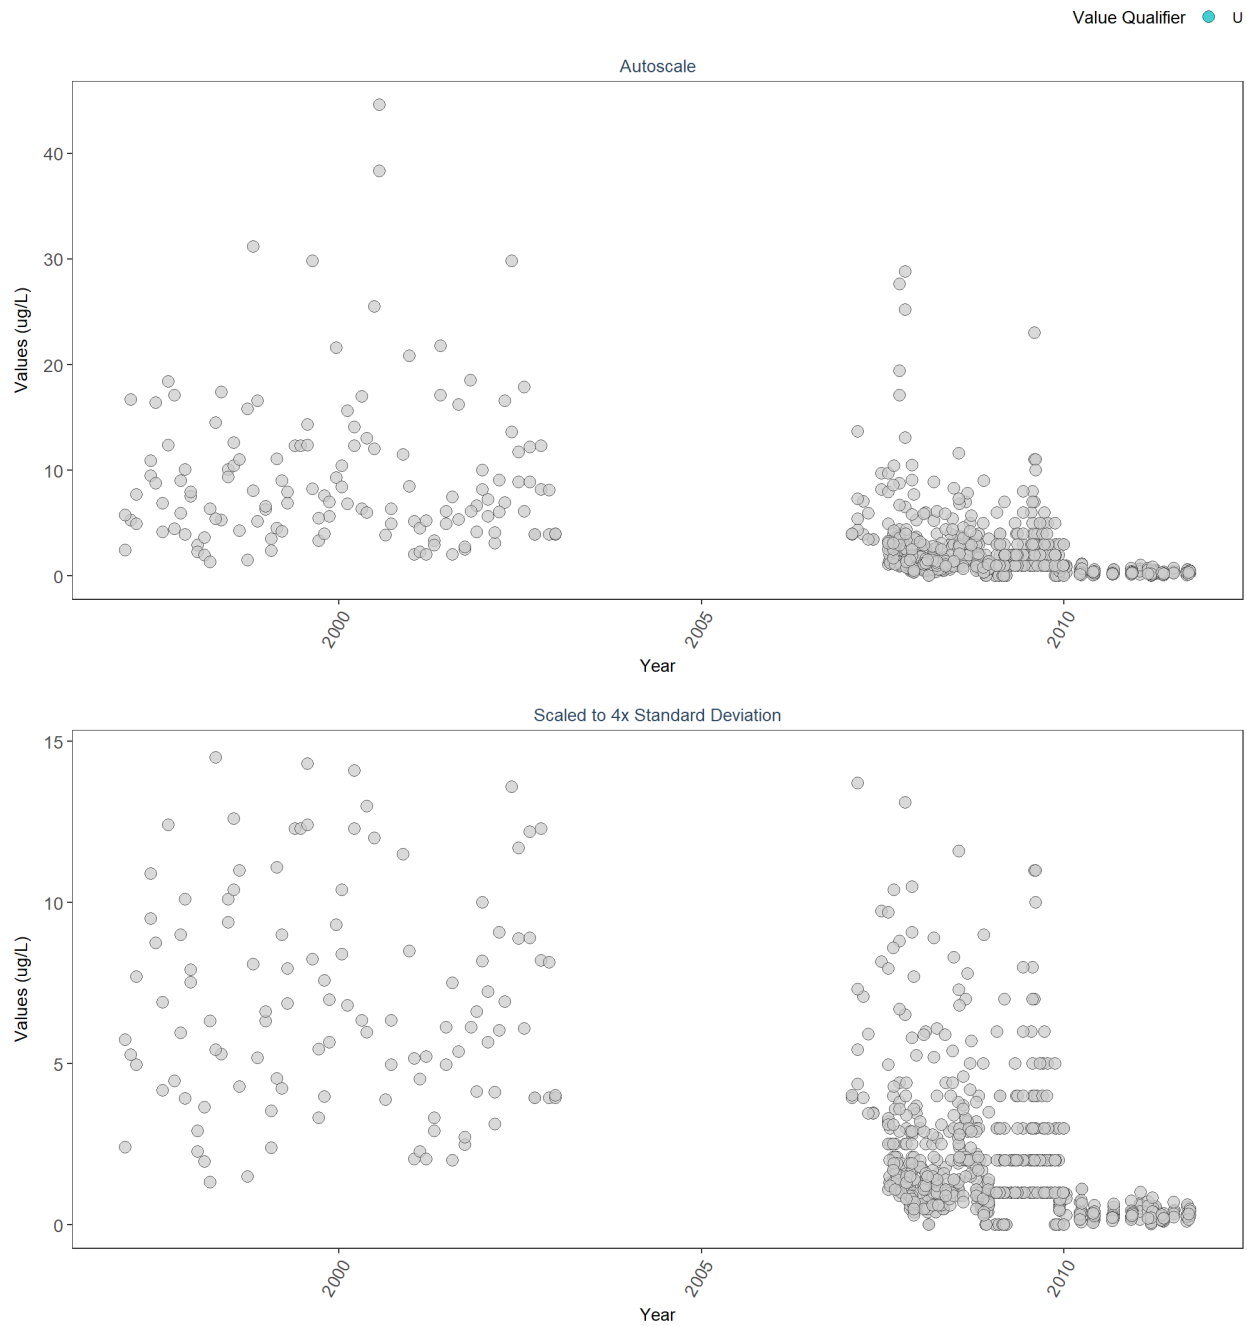 Value Qualifier U
Autoscale
40
30
20
10
0
Values (ug/L)
2000
2005
2010
Year
Scaled to 4x Standard Deviation
15
10
5
0
Values (ug/L)
2000
2005
2010
Year